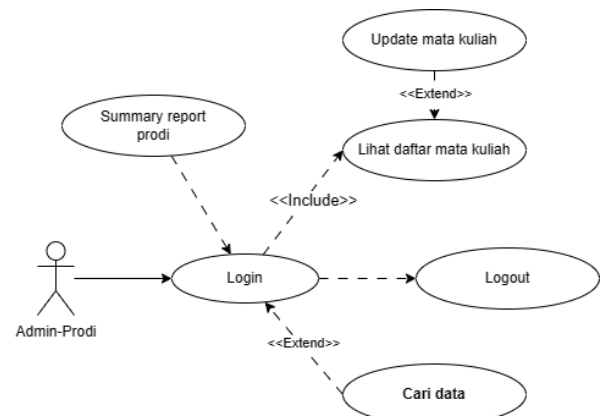 Update mata kuliah
<<Extend>>
Summary report
prodi
Lihat daftar mata kuliah
<<Include>>
Login
Logout
Admin-Prodi
<<Extend>>
Cari data